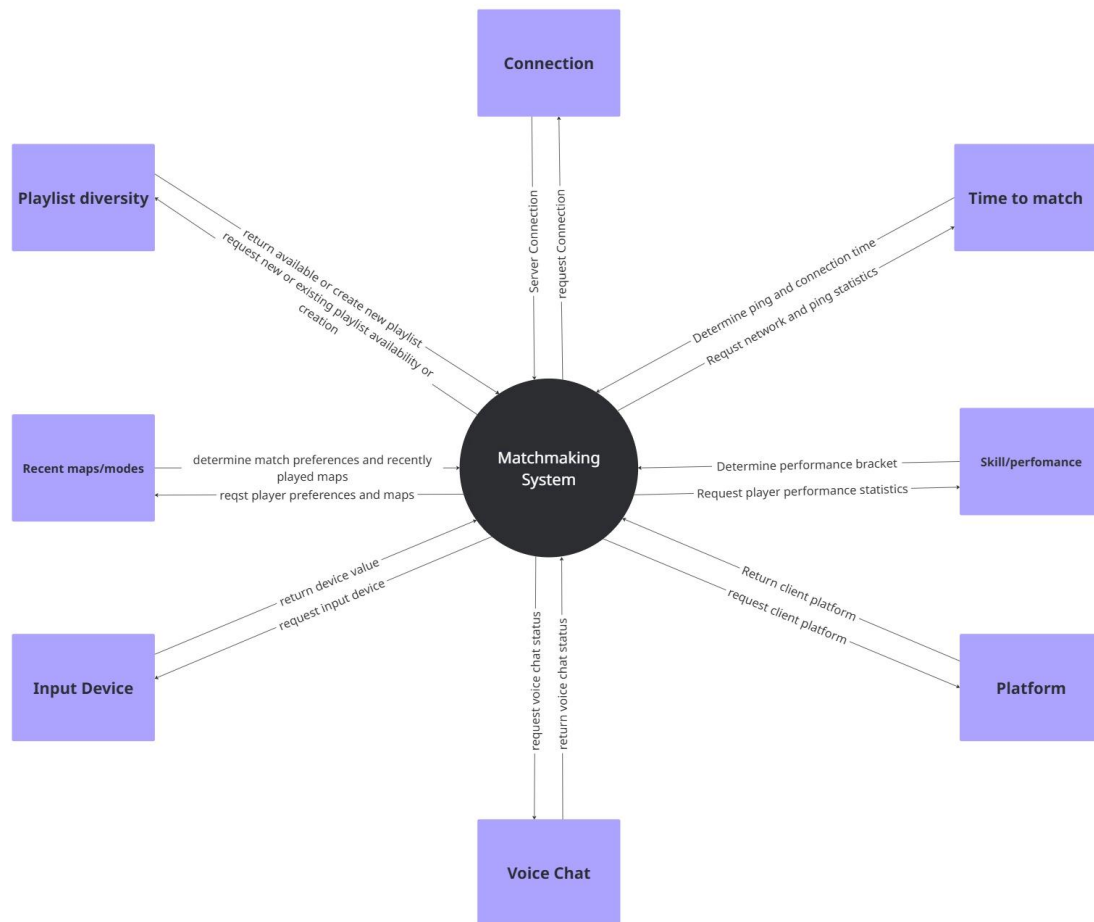 Connection
Playlist diversity
Time to match
Server Connection
request Connection
return available or create new playlist
request new or existing playlist availability or
creation
Determine ping and connection time
Requst network and ping statistics
Recent maps/modes
determine match preferences and recently
played maps
reqst player preferences and maps
Matchmaking
System
Determine performance bracket
Request player performance statistics
Skill/perfomance
return device value
request input device
Return client platform
request client platform
Input Device
request voice chat status
return voice chat status
Platform
Voice Chat